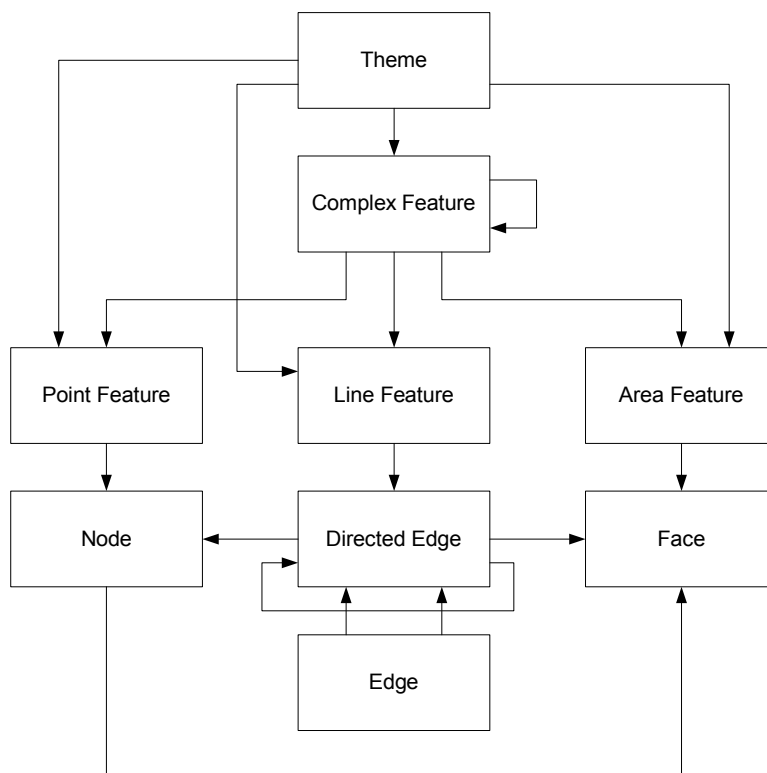 Theme
Complex Feature
Point Feature
Line Feature
Area Feature
Node
Directed Edge
Face
Edge